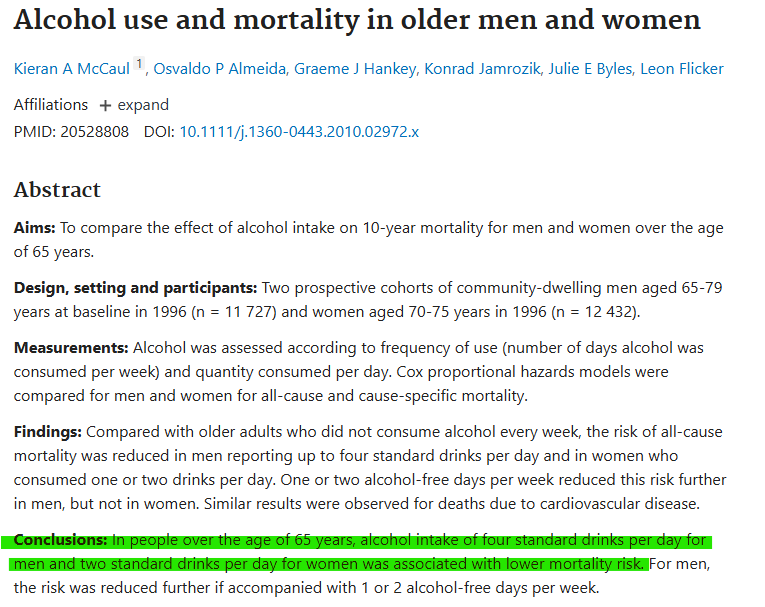 Alcohol use and mortality in older men and women
Kieran A McCaul 1, Osvaldo P Almeida, Graeme J Hankey, Konrad Jamrozik, Julie E Byles, Leon Flicker
Affiliations + expand
PMID: 20528808 DOI: 10.1111/j.1360-0443.2010.02972.x
Abstract
Aims: To compare the effect of alcohol intake on 10-year mortality for men and women over the age
of 65 years.
Design, setting and participants: Two prospective cohorts of community-dwelling men aged 65-79
years at baseline in 1996 (n = 11 727) and women aged 70-75 years in 1996 (n = 12 432).
Measurements: Alcohol was assessed according to frequency of use (number of days alcohol was
consumed per week) and quantity consumed per day. Cox proportional hazards models were
compared for men and women for all-cause and cause-specific mortality.
Findings: Compared with older adults who did not consume alcohol every week, the risk of all-cause
mortality was reduced in men reporting up to four standard drinks per day and in women who
consumed one or two drinks per day. One or two alcohol-free days per week reduced this risk further
in men, but not in women. Similar results were observed for deaths due to cardiovascular disease.
Conclusions: In people over the age of 65 years, alcohol intake of four standard drinks per day for
men and two standard drinks per day for women was associated with lower mortality risk. For men,
the risk was reduced further if accompanied with 1 or 2 alcohol-free days per week.